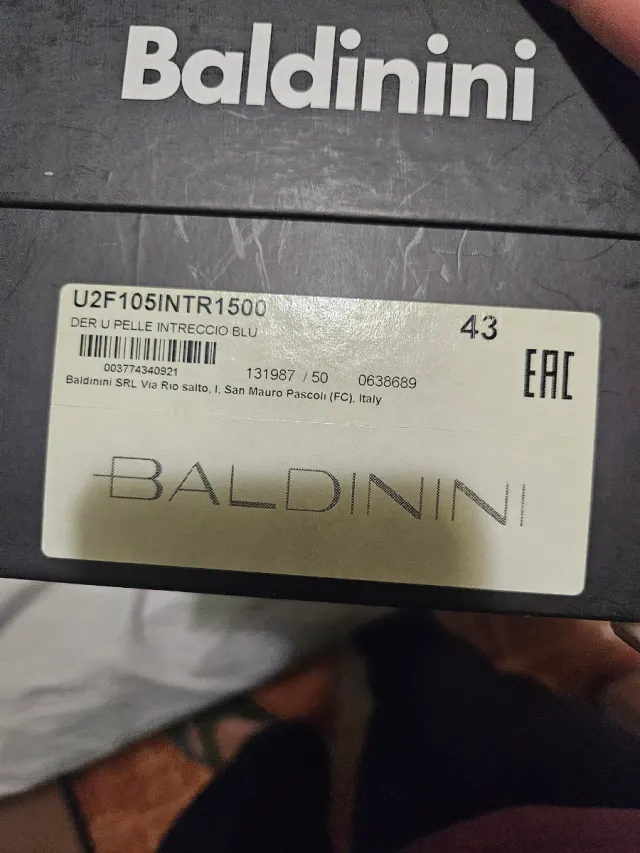 Baldinini
U2F105INTR1500
43
DER U PELLE INTRECCIO BLU
003774340921
131987 / 50 0638689
EAC
Baldinini SRL Via Rio salto, I, San Mauro Pascoli (FC), Italy
BALDININI